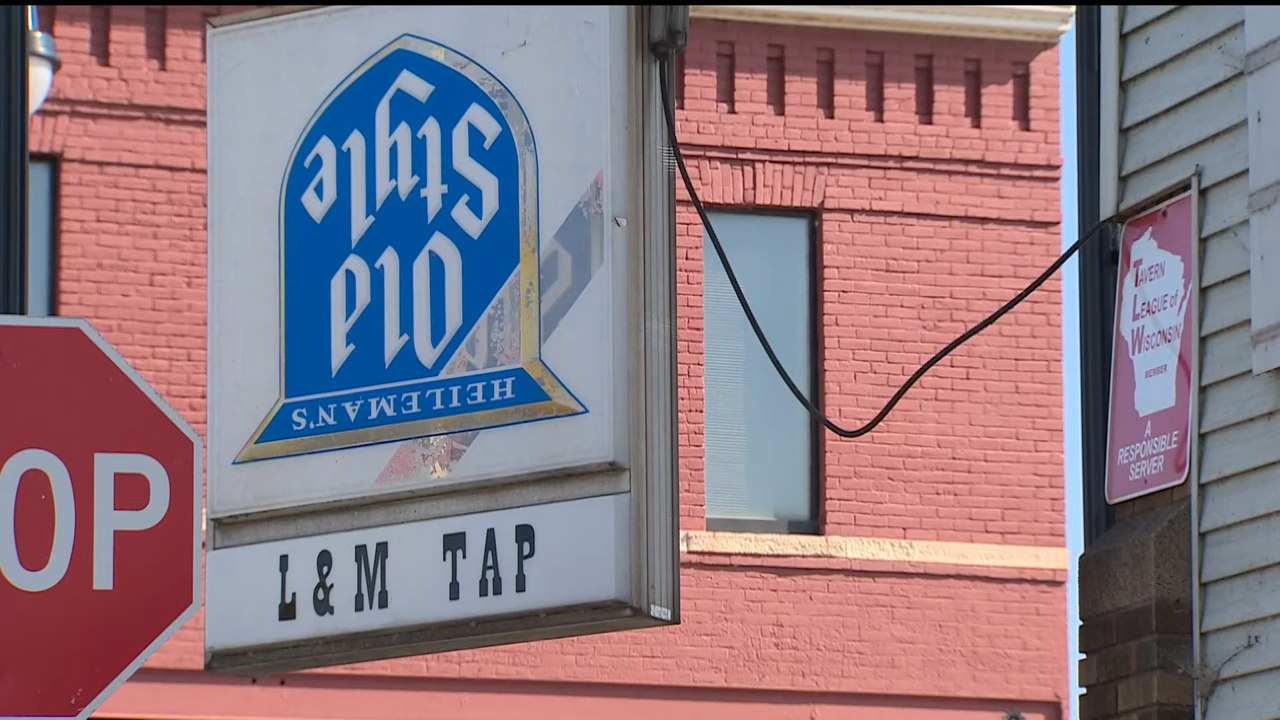 HEILEMAN'S
Old
Style
L&M TAP
OP
TAVERN
LEAGUE of
WISCONSIN
MEMBER
A
RESPONSIBLE
SERVER